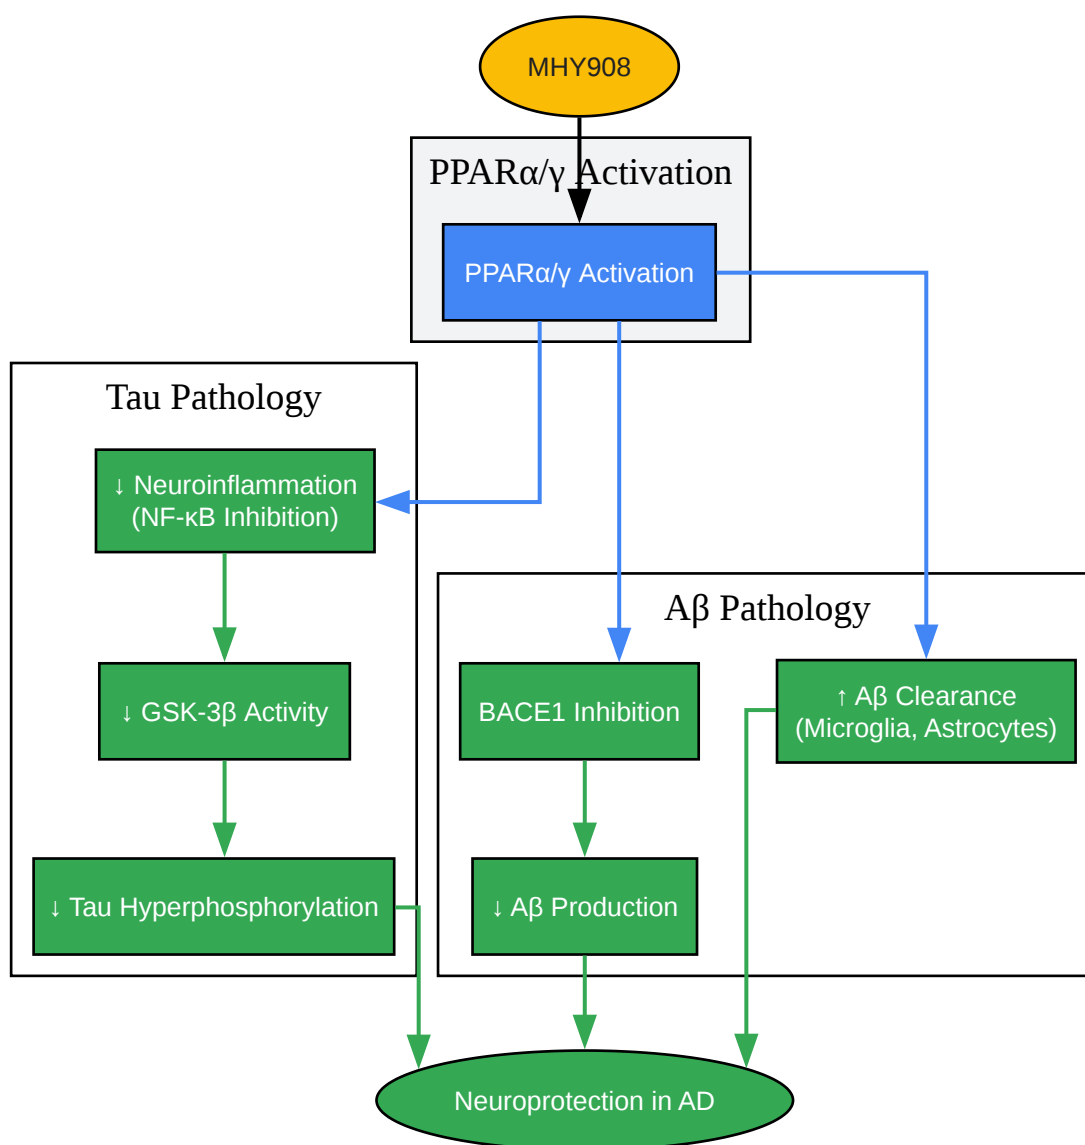 MHY908
PPARα/γ Activation
PPARα/γ Activation
Tau Pathology
↓ Neuroinflammation
(NF-κB Inhibition)
↓ GSK-3β Activity
↓ Tau Hyperphosphorylation
Aβ Pathology
BACE1 Inhibition
↑ Aβ Clearance
(Microglia, Astrocytes)
↓ Aβ Production
Neuroprotection in AD